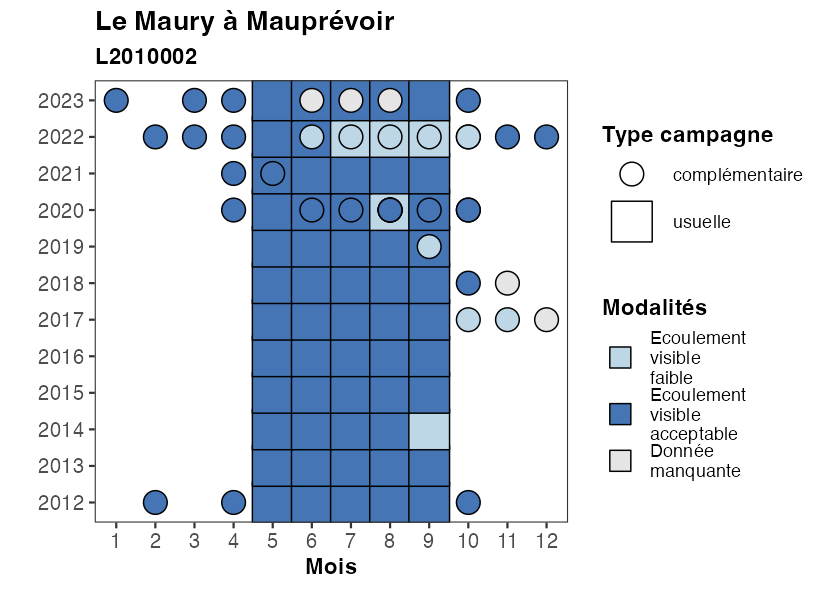 Le Maury à Mauprévoir
L2010002
2023
2022
2021
2020
2019
2018
2017
2016
2015
2014
2013
2012
1 2 3 4 5 6 7 8 9 10 11 12
Mois
Type campagne
complémentaire
usuelle
Modalités
Ecoulement
visible
faible
Ecoulement
visible
acceptable
Donnée
manquante